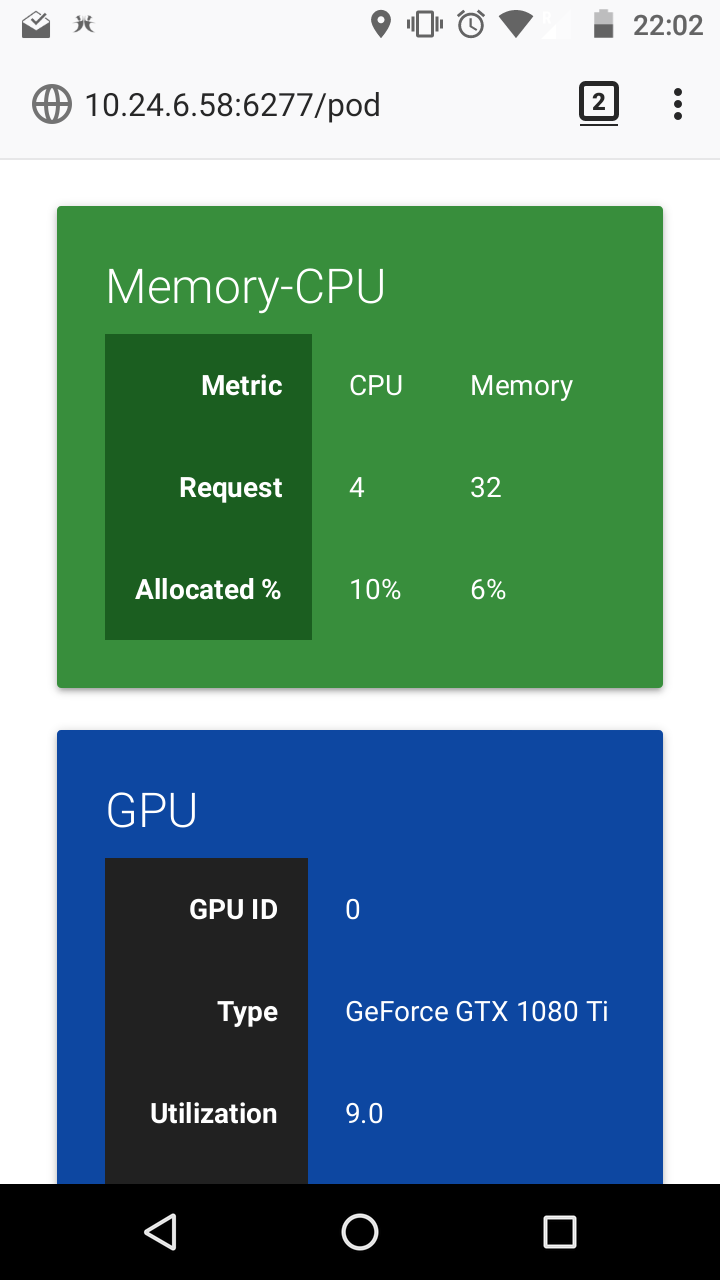 22:02
10.24.6.58:6277/pod
2
Memory-CPU
Metric CPU Memory
Request 4 32
Allocated % 10% 6%
GPU
GPU ID 0
Type GeForce GTX 1080 Ti
Utilization 9.0